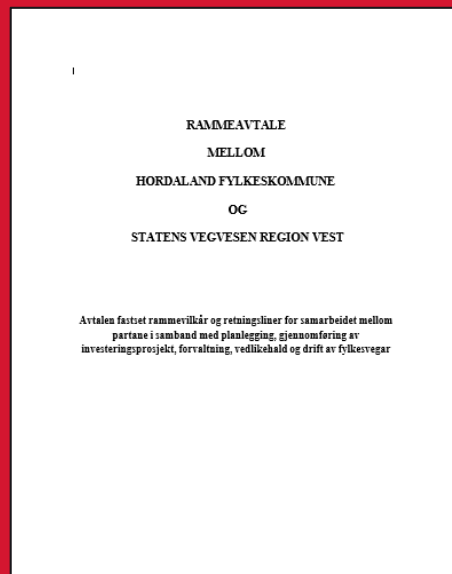 RAMMEAVTALE
MELLOM
HORDALAND FYLKESKOMMUNE
OG
STATENS VEGVESEN REGION VEST
Avtalen fastset rammevilkår og retningsliner for samarbeidet mellom
partane i samband med planlegging, gjennomføring av
investeringsprosjekt, forvaltning, vedlikehald og drift av fylkesvegar